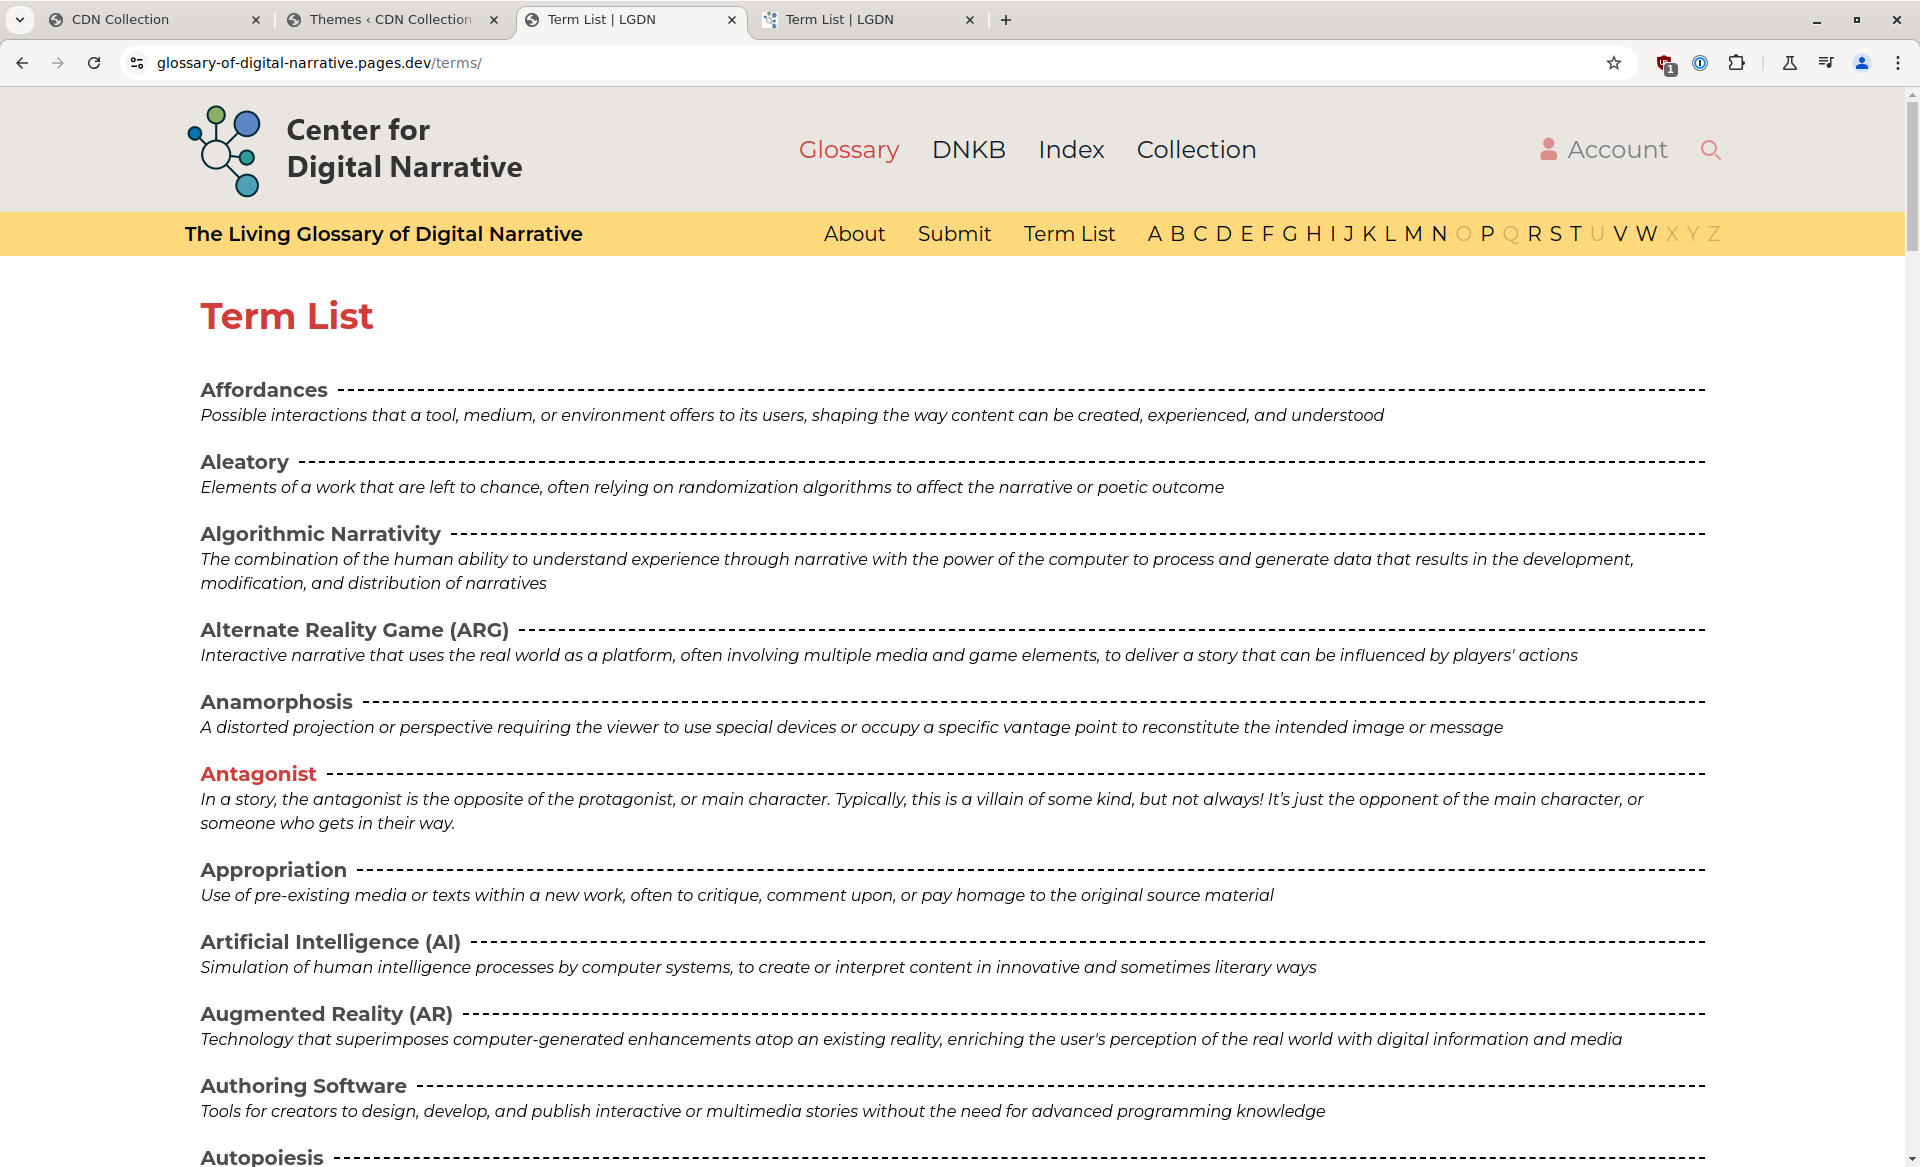 CDN Collection
Themes ‹ CDN Collection
Term List | LGDN
Term List | LGDN
glossary-of-digital-narrative.pages.dev/terms/
1
Center for
Digital Narrative
Glossary DNKB Index Collection
Account
The Living Glossary of Digital Narrative
About Submit Term List A B C D E F G H I J K L M N O P Q R S T U V W X Y Z
Term List
Affordances
Possible interactions that a tool, medium, or environment offers to its users, shaping the way content can be created, experienced, and understood
Aleatory
Elements of a work that are left to chance, often relying on randomization algorithms to affect the narrative or poetic outcome
Algorithmic Narrativity
The combination of the human ability to understand experience through narrative with the power of the computer to process and generate data that results in the development,
modification, and distribution of narratives
Alternate Reality Game (ARG)
Interactive narrative that uses the real world as a platform, often involving multiple media and game elements, to deliver a story that can be influenced by players' actions
Anamorphosis
A distorted projection or perspective requiring the viewer to use special devices or occupy a specific vantage point to reconstitute the intended image or message
Antagonist
In a story, the antagonist is the opposite of the protagonist, or main character. Typically, this is a villain of some kind, but not always! It’s just the opponent of the main character, or
someone who gets in their way.
Appropriation
Use of pre-existing media or texts within a new work, often to critique, comment upon, or pay homage to the original source material
Artificial Intelligence (AI)
Simulation of human intelligence processes by computer systems, to create or interpret content in innovative and sometimes literary ways
Augmented Reality (AR)
Technology that superimposes computer-generated enhancements atop an existing reality, enriching the user's perception of the real world with digital information and media
Authoring Software
Tools for creators to design, develop, and publish interactive or multimedia stories without the need for advanced programming knowledge
Autopoiesis